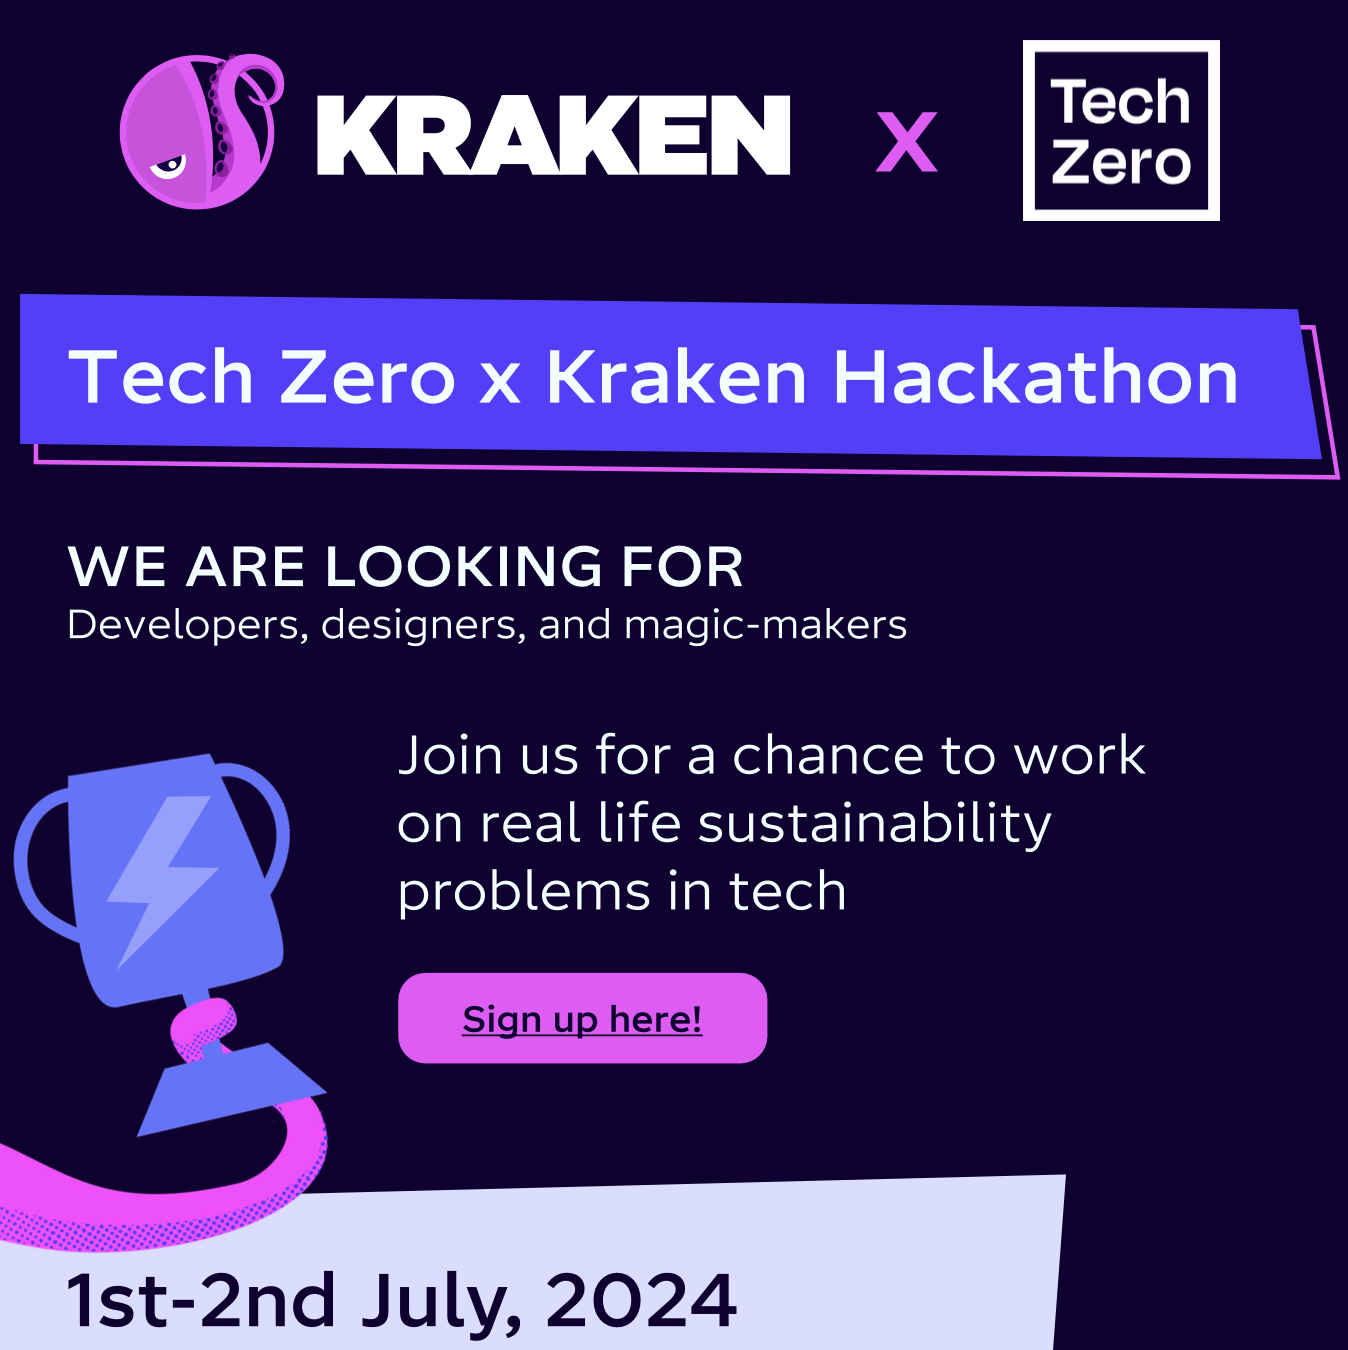 KRAKEN x Tech Zero
Tech Zero x Kraken Hackathon
WE ARE LOOKING FOR
Developers, designers, and magic-makers
Join us for a chance to work
on real life sustainability
problems in tech
Sign up here!
1st-2nd July, 2024